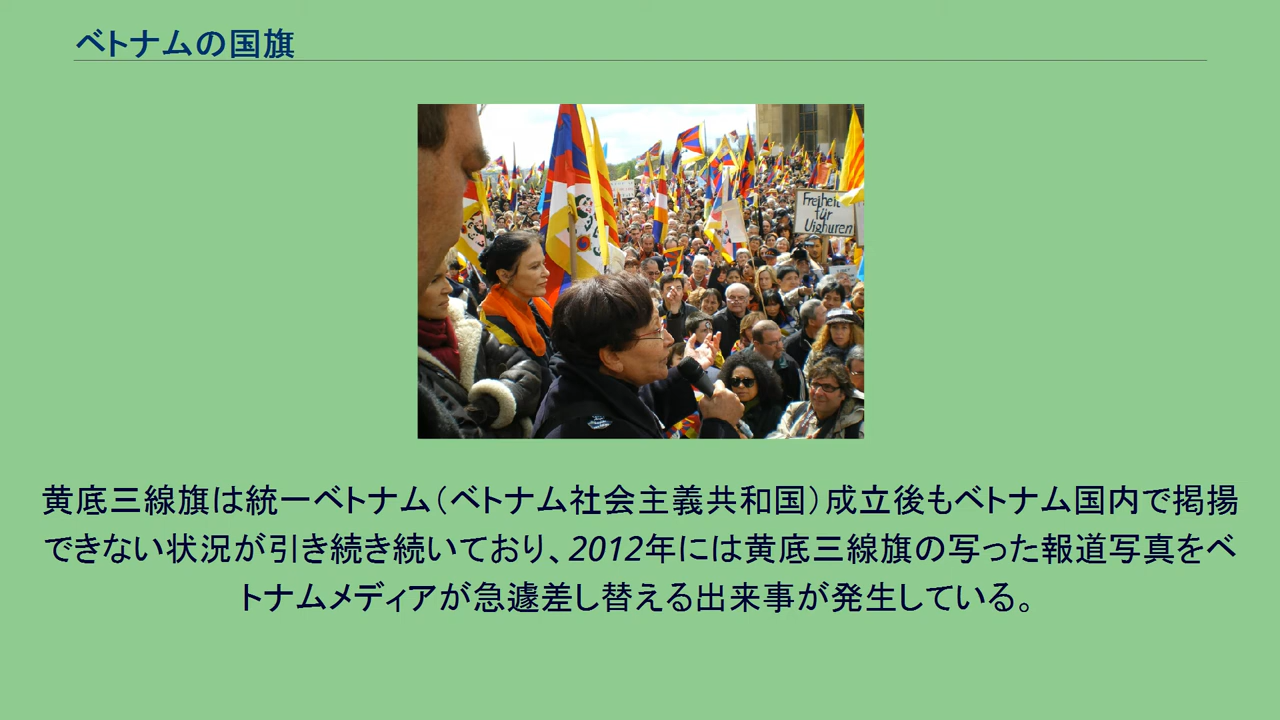 ベトナムの国旗
Freiheit
für
Uighuren
黄底三線旗は統一ベトナム（ベトナム社会主義共和国）成立後もベトナム国内で掲揚
できない状況が引き続き続いており、2012年には黄底三線旗の写った報道写真をベ
トナムメディアが急遽差し替える出来事が発生している。